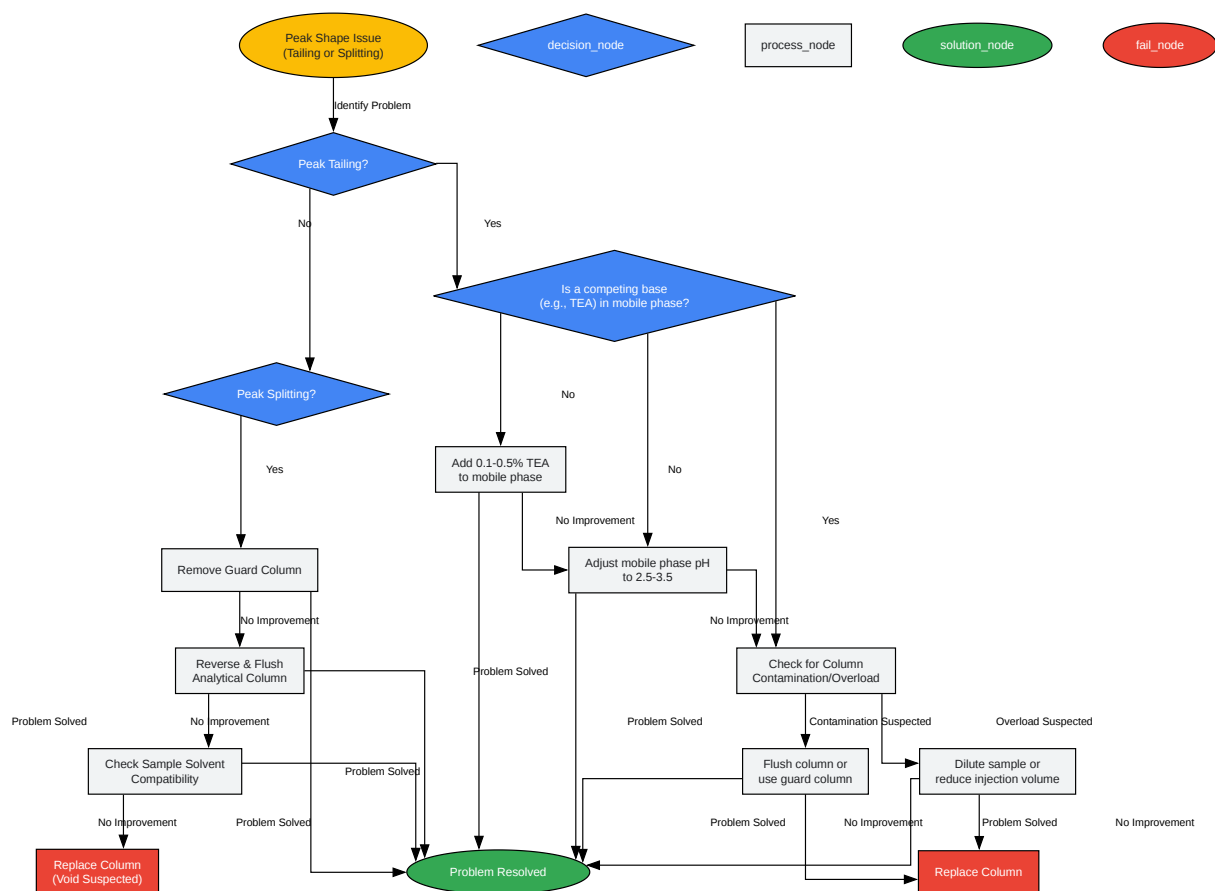 Peak Shape Issue
(Tailing or Splitting)
decision_node
process_node
solution_node
fail_node
Identify Problem
Peak Tailing?
No
Yes
Is a competing base
(e.g., TEA) in mobile phase?
Peak Splitting?
No
Add 0.1-0.5% TEA
to mobile phase
Yes
No
No Improvement
Yes
Remove Guard Column
Adjust mobile phase pH
to 2.5-3.5
No Improvement
No Improvement
Reverse & Flush
Analytical Column
Problem Solved
Check for Column
Contamination/Overload
Problem Solved
No Improvement
Problem Solved
Contamination Suspected
Overload Suspected
Check Sample Solvent
Compatibility
Problem Solved
Flush column or
use guard column
Dilute sample or
reduce injection volume
No Improvement
Problem Solved
Problem Solved
No Improvement
Problem Solved
No Improvement
Replace Column
(Void Suspected)
Problem Resolved
Replace Column